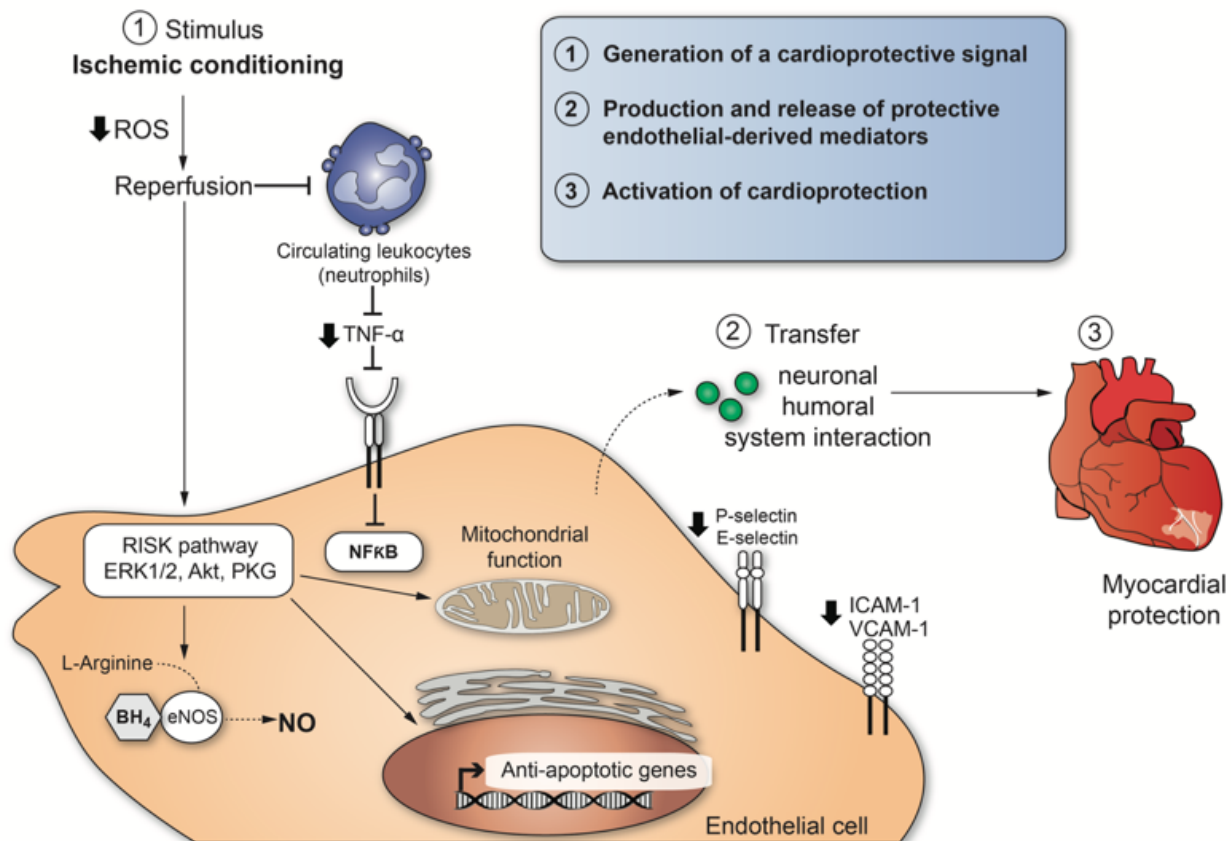 ① Stimulus
Ischemic conditioning
ROS
Reperfusion
Circulating leukocytes
(neutrophils)
TNF-α
① Generation of a cardioprotective signal
② Production and release of protective
endothelial-derived mediators
③ Activation of cardioprotection
② Transfer
neuronal
humoral
system interaction
③
Myocardial
protection
RISK pathway
ERK1/2, Akt, PKG
NFκB
Mitochondrial
function
P-selectin
E-selectin
ICAM-1
VCAM-1
L-Arginine
BH₄
eNOS
NO
Anti-apoptotic genes
Endothelial cell